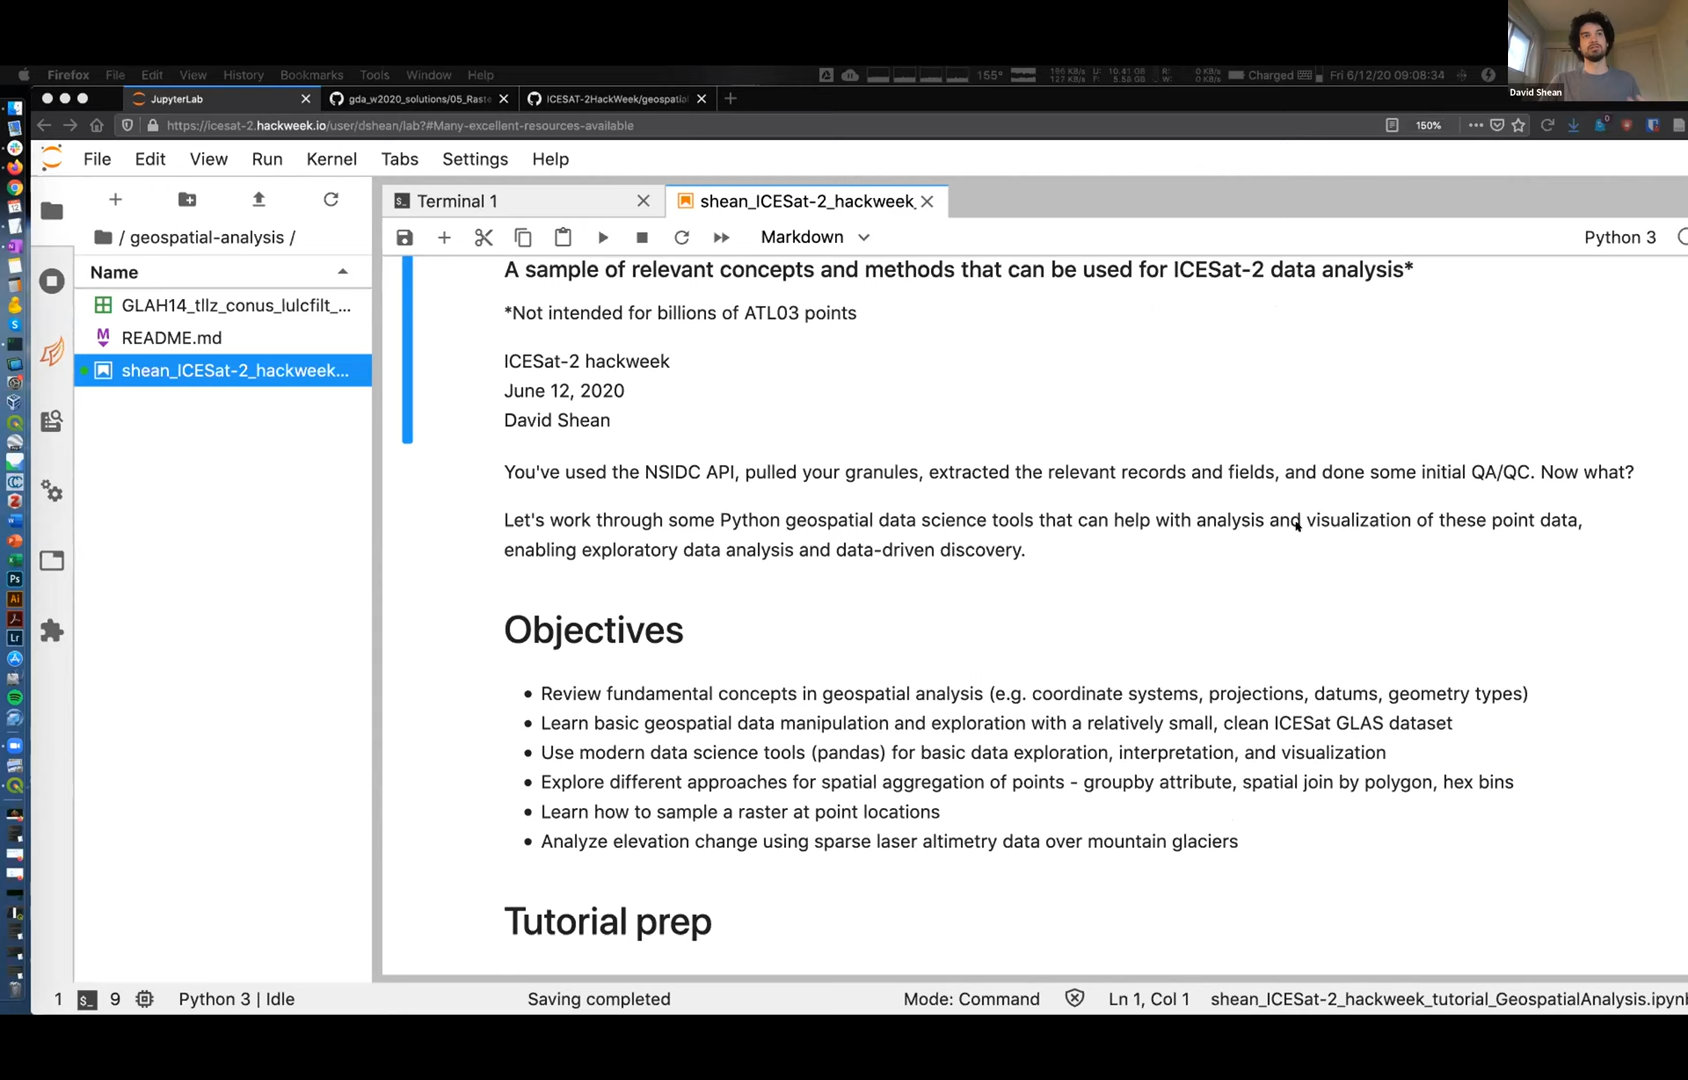 David Shean
Firefox File Edit View History Bookmarks Tools Window Help 155° Charged Fri 6/12/20 09:08:34
JupyterLab gda_w2020_solutions/05_Raste ICESAT-2HackWeek/geospatial
https://icesat-2.hackweek.io/user/dshean/lab?#Many-excellent-resources-available 150%
File Edit View Run Kernel Tabs Settings Help
Terminal 1 shean_ICESat-2_hackweek_
/ geospatial-analysis / Markdown Python 3
Name
GLAH14_tllz_conus_lulcfilt_...
README.md
shean_ICESat-2_hackweek...
A sample of relevant concepts and methods that can be used for ICESat-2 data analysis*
*Not intended for billions of ATL03 points
ICESat-2 hackweek
June 12, 2020
David Shean
You've used the NSIDC API, pulled your granules, extracted the relevant records and fields, and done some initial QA/QC. Now what?
Let's work through some Python geospatial data science tools that can help with analysis and visualization of these point data,
enabling exploratory data analysis and data-driven discovery.
Objectives
• Review fundamental concepts in geospatial analysis (e.g. coordinate systems, projections, datums, geometry types)
• Learn basic geospatial data manipulation and exploration with a relatively small, clean ICESat GLAS dataset
• Use modern data science tools (pandas) for basic data exploration, interpretation, and visualization
• Explore different approaches for spatial aggregation of points - groupby attribute, spatial join by polygon, hex bins
• Learn how to sample a raster at point locations
• Analyze elevation change using sparse laser altimetry data over mountain glaciers
Tutorial prep
1 9 Python 3 | Idle Saving completed Mode: Command Ln 1, Col 1 shean_ICESat-2_hackweek_tutorial_GeospatialAnalysis.ipynb